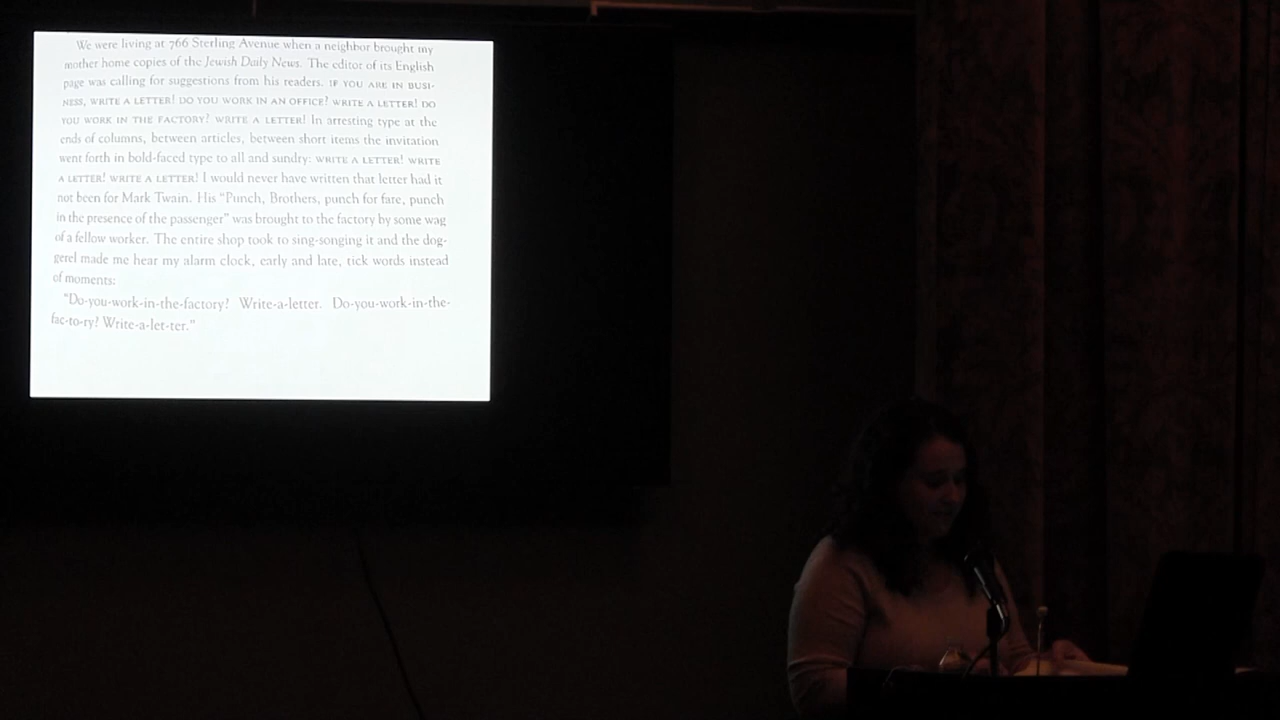 We were living at 766 Sterling Avenue when a neighbor brought my
mother home copies of the Jewish Daily News. The editor of its English
page was calling for suggestions from his readers. IF YOU ARE IN BUSI-
NESS, WRITE A LETTER! DO YOU WORK IN AN OFFICE? WRITE A LETTER! DO
YOU WORK IN THE FACTORY? WRITE A LETTER! In arresting type at the
ends of columns, between articles, between short items the invitation
went forth in bold-faced type to all and sundry: WRITE A LETTER! WRITE
A LETTER! WRITE A LETTER! I would never have written that letter had it
not been for Mark Twain. His “Punch, Brothers, punch for fare, punch
in the presence of the passenger” was brought to the factory by some wag
of a fellow worker. The entire shop took to sing-songing it and the dog-
gerel made me hear my alarm clock, early and late, tick words instead
of moments:
“Do-you-work-in-the-factory? Write-a-letter. Do-you-work-in-the-
fac-to-ry? Write-a-let-ter.”